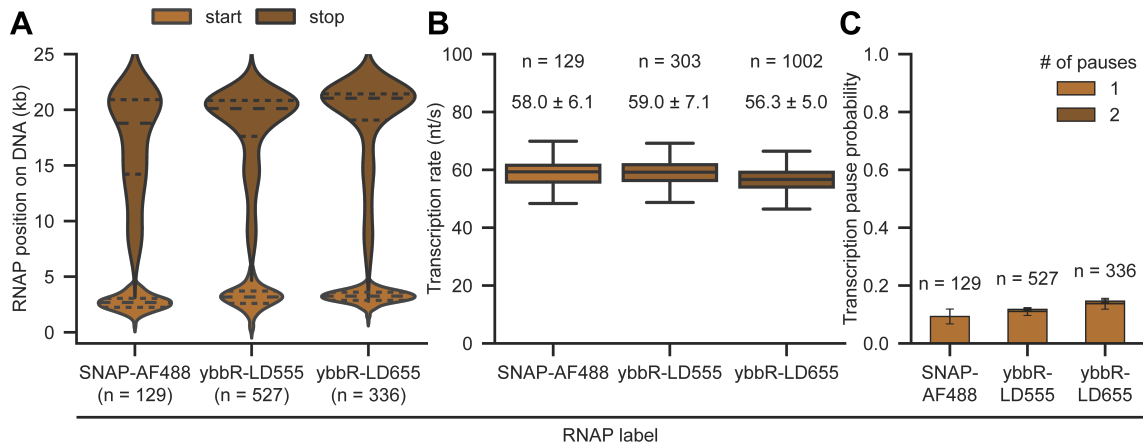 A
start
stop
RNAP position on DNA (kb)
25
20
15
10
5
0
SNAP-AF488
(n = 129)
ybbR-LD555
(n = 527)
ybbR-LD655
(n = 336)
B
Transcription rate (nt/s)
100
80
60
40
20
0
n = 129
n = 303
n = 1002
58.0 ± 6.1
59.0 ± 7.1
56.3 ± 5.0
SNAP-AF488
ybbR-LD555
ybbR-LD655
C
Transcription pause probability
1.0
0.8
0.6
0.4
0.2
0.0
# of pauses
1
2
n = 129
n = 527
n = 336
SNAP-
AF488
ybbR-
LD555
ybbR-
LD655
RNAP label